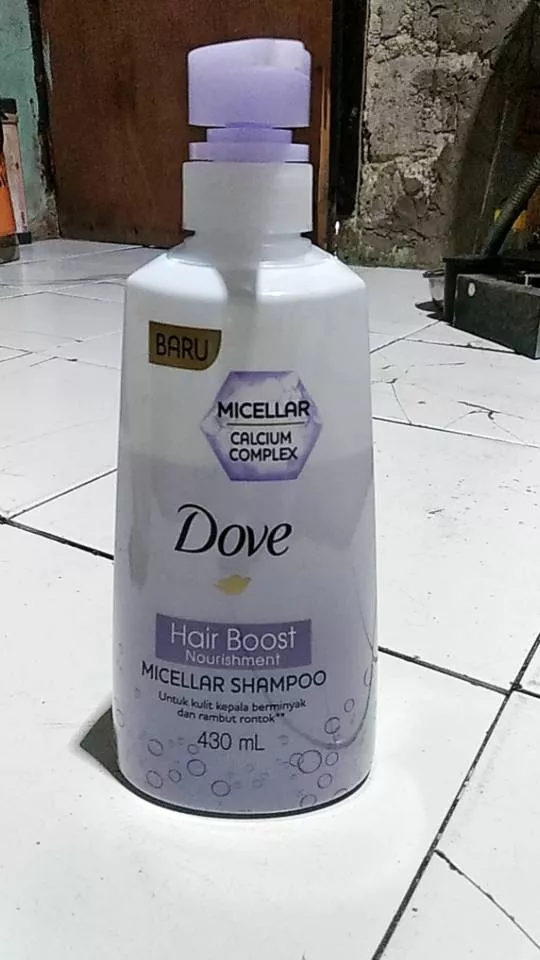 BARU
MICELLAR
CALCIUM
COMPLEX
Dove
Hair Boost
Nourishment
MICELLAR SHAMPOO
Untuk kulit kepala berminyak
dan rambut rontok**
430 mL